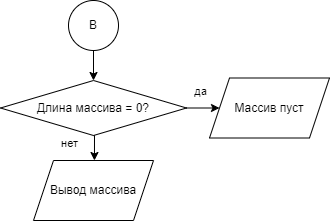 В
Длина массива = 0?
да
Массив пуст
нет
Вывод массива